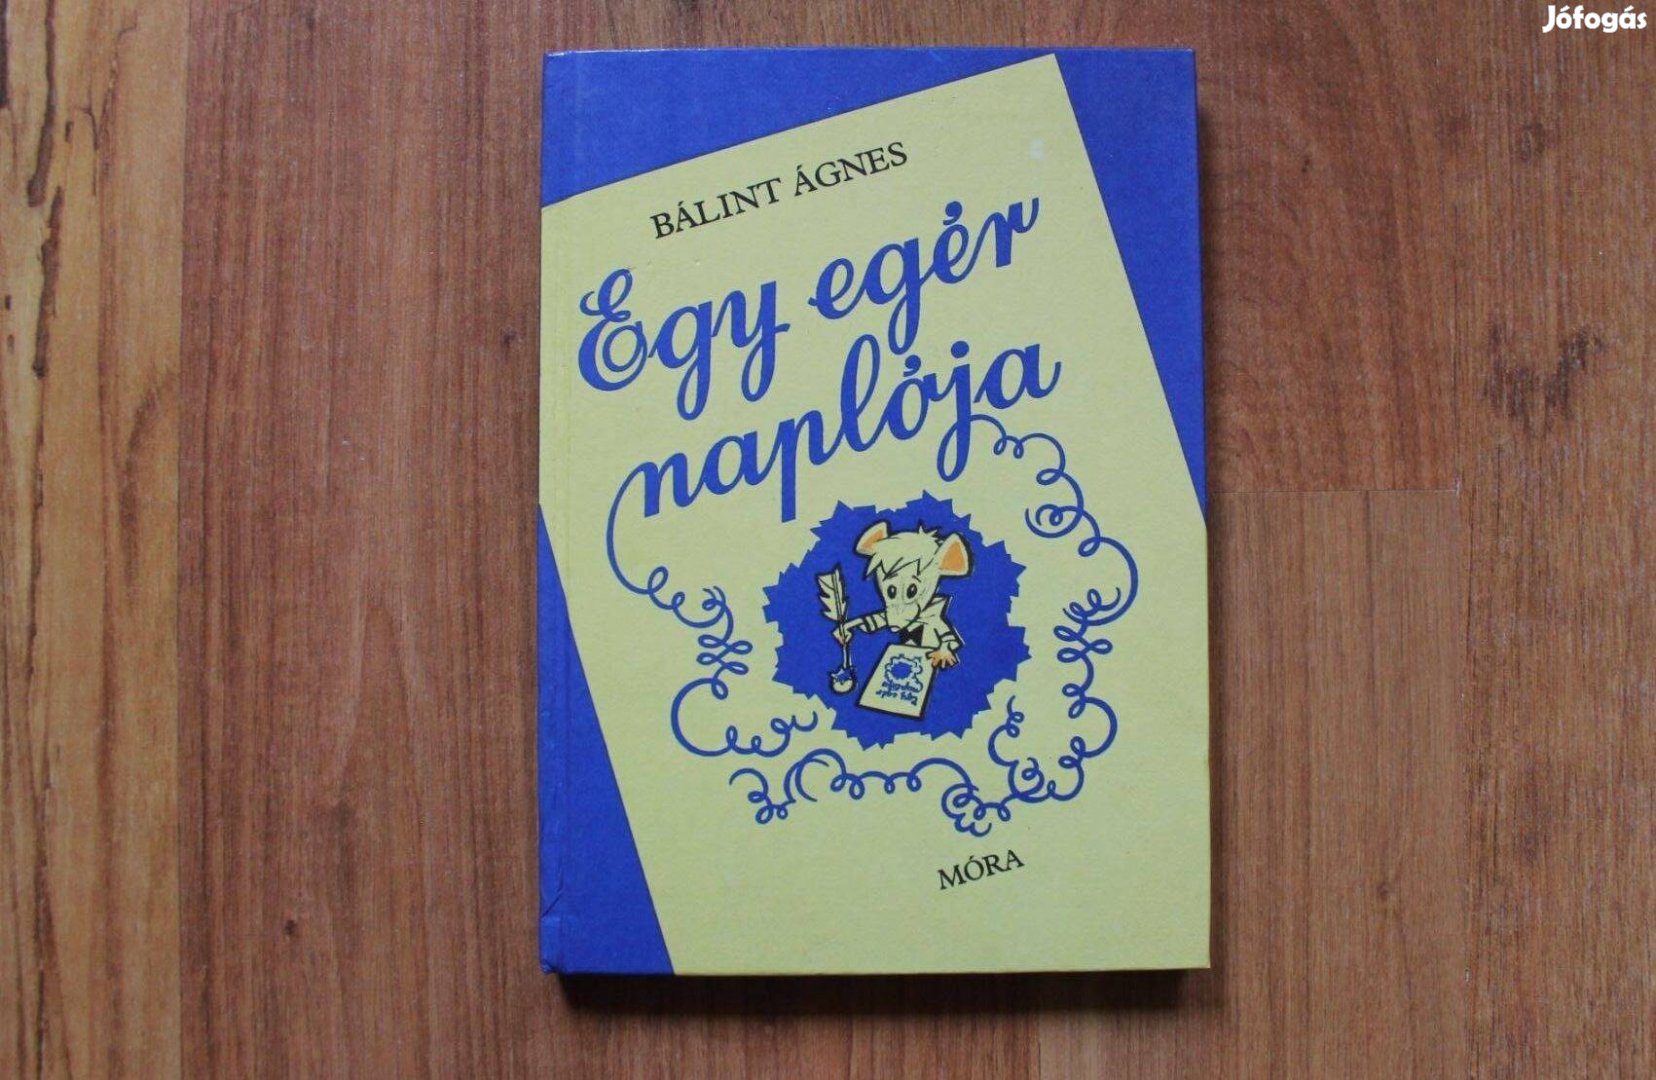 Jófogás
BÁLINT ÁGNES
Egy egér
naplója
MÓRA